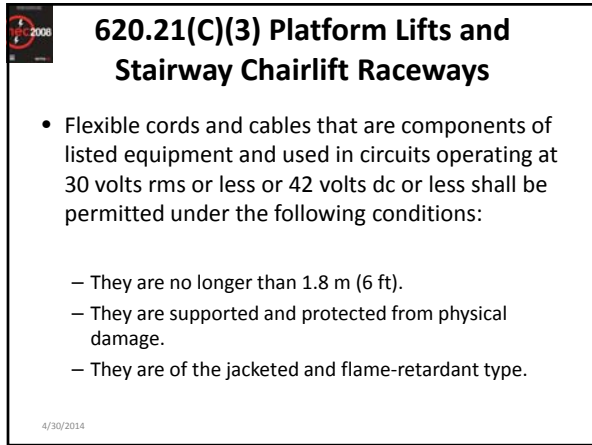 nec 2008
620.21(C)(3) Platform Lifts and
Stairway Chairlift Raceways
• Flexible cords and cables that are components of
listed equipment and used in circuits operating at
30 volts rms or less or 42 volts dc or less shall be
permitted under the following conditions:
– They are no longer than 1.8 m (6 ft).
– They are supported and protected from physical
damage.
– They are of the jacketed and flame-retardant type.
4/30/2014